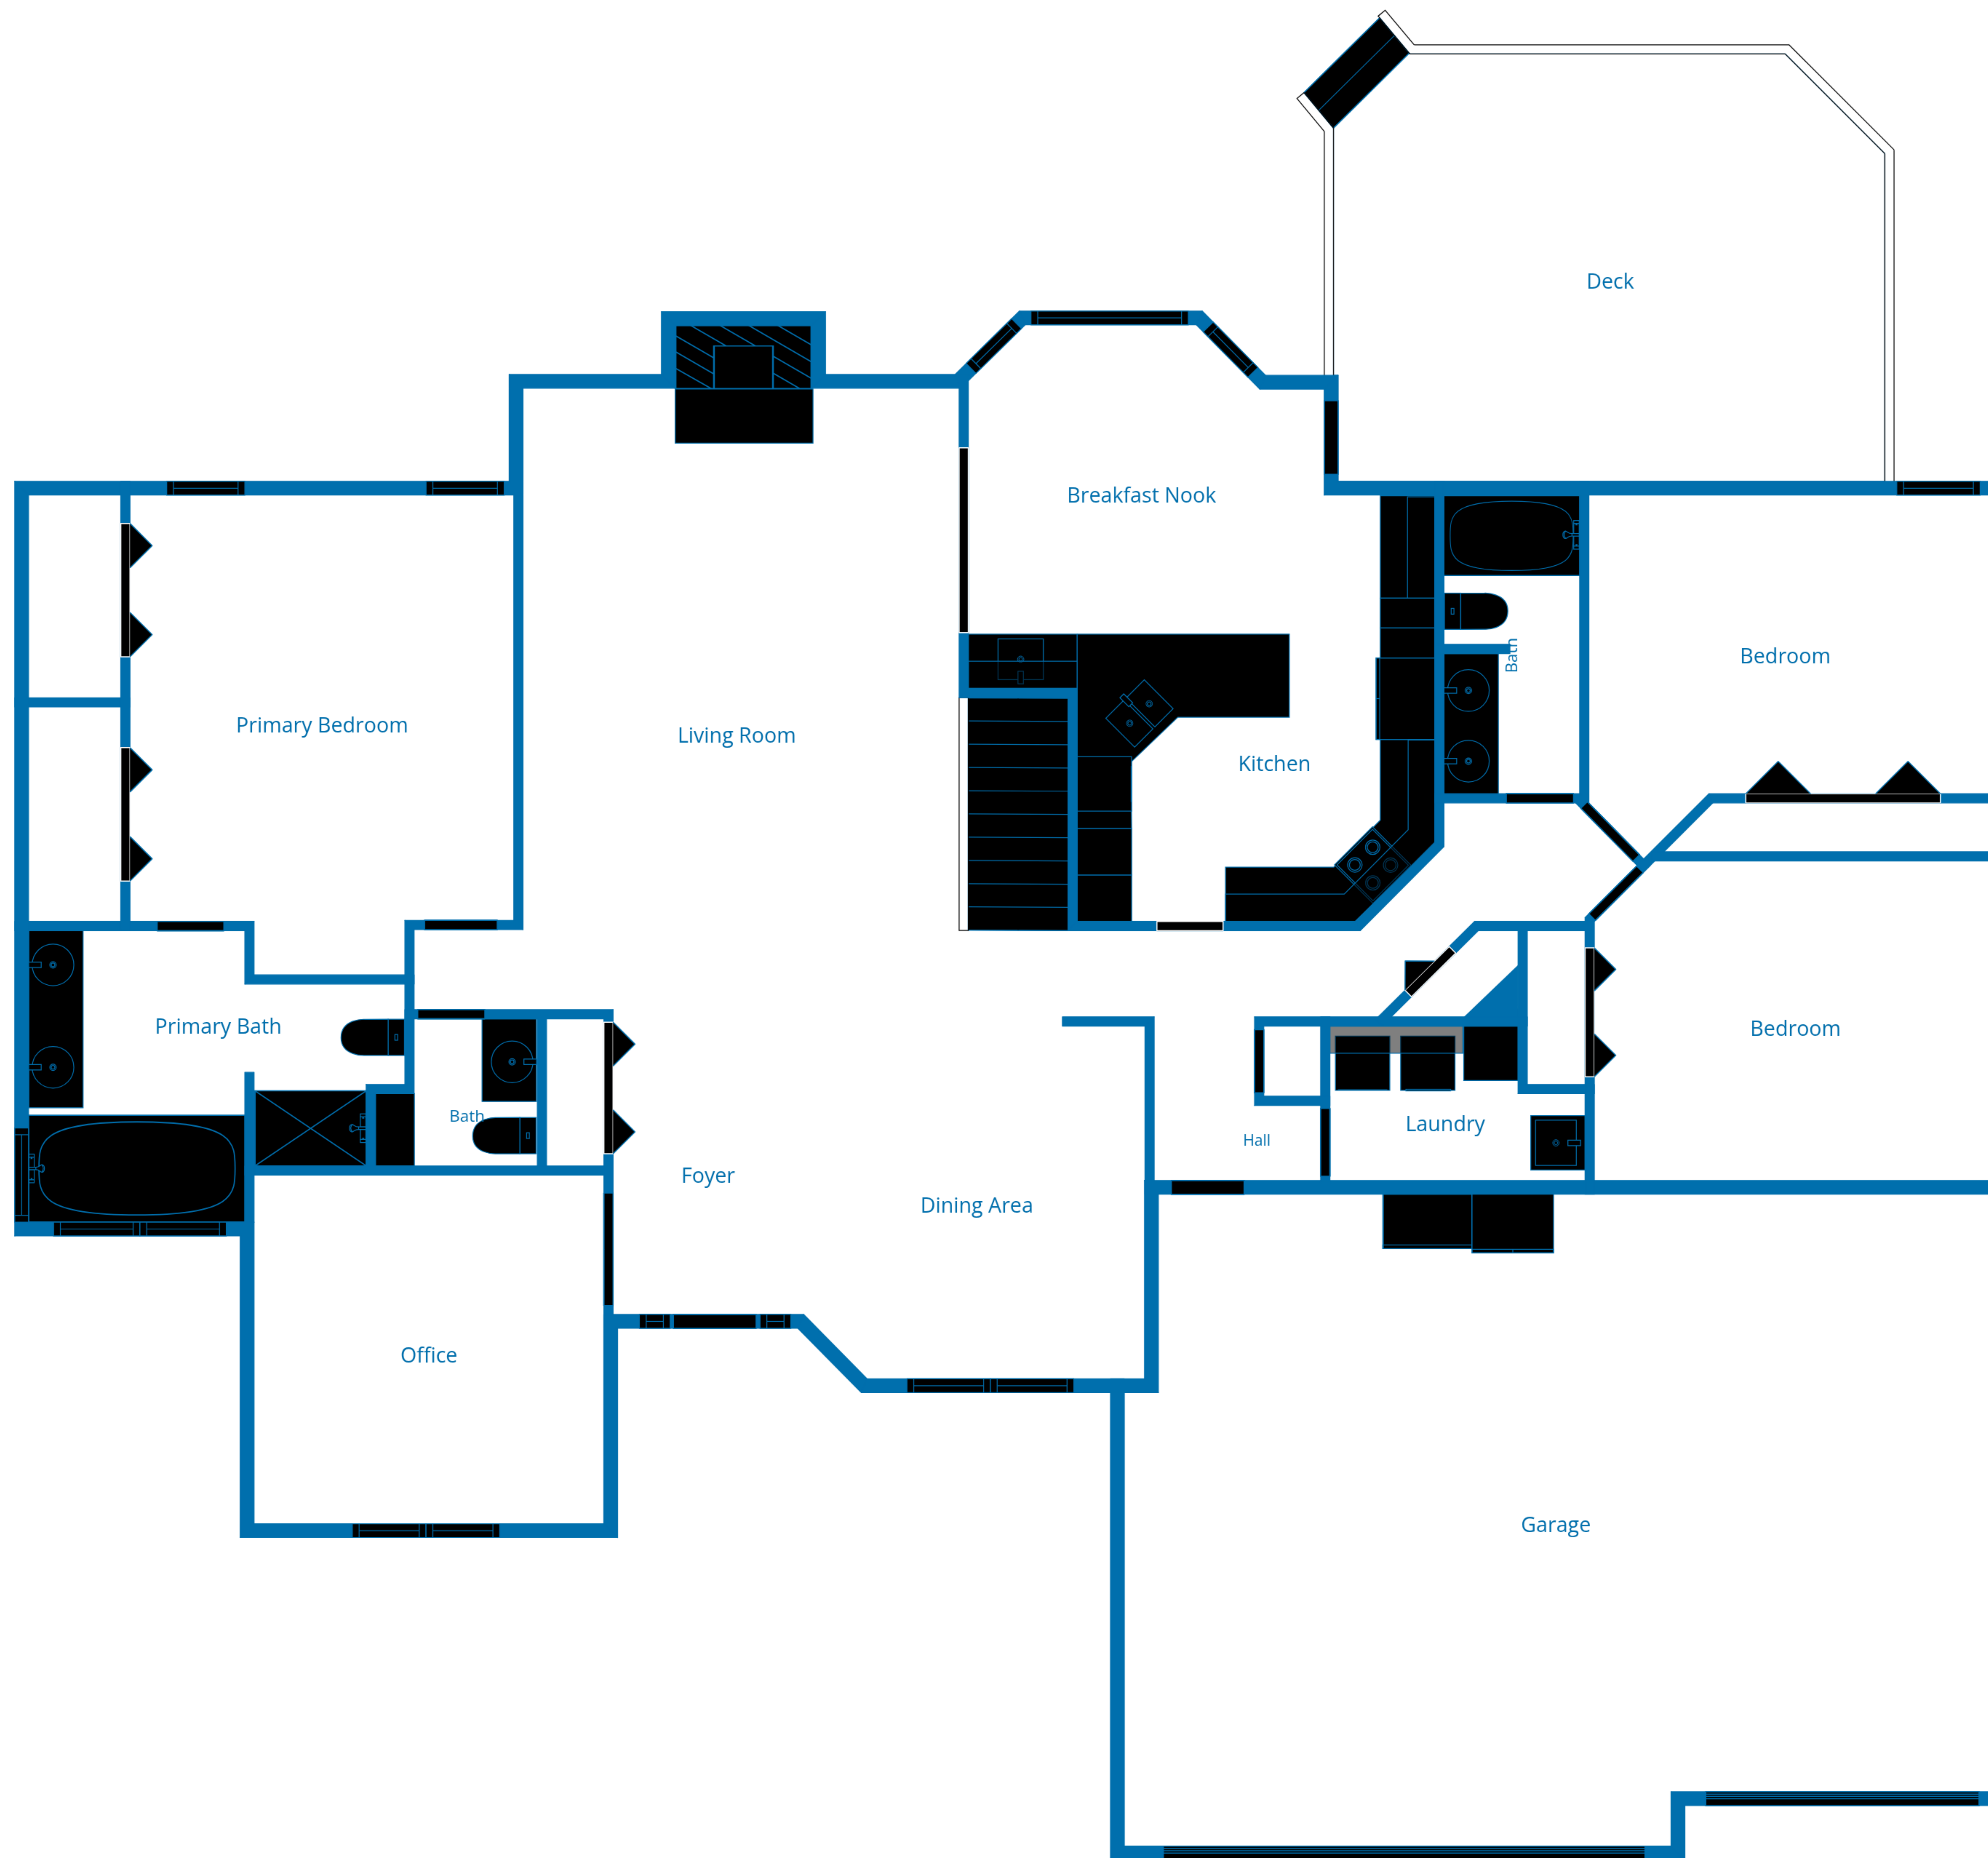 Deck
Breakfast Nook
Bath
Bedroom
Primary Bedroom
Living Room
Kitchen
Primary Bath
Bedroom
Bath
Laundry
Hall
Foyer
Dining Area
Office
Garage